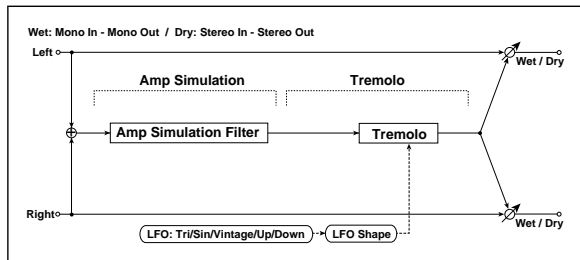 Wet: Mono In - Mono Out / Dry: Stereo In - Stereo Out
Left
Wet / Dry
Amp Simulation
Tremolo
Amp Simulation Filter
Tremolo
Right
Wet / Dry
LFO: Tri/Sin/Vintage/Up/Down
LFO Shape